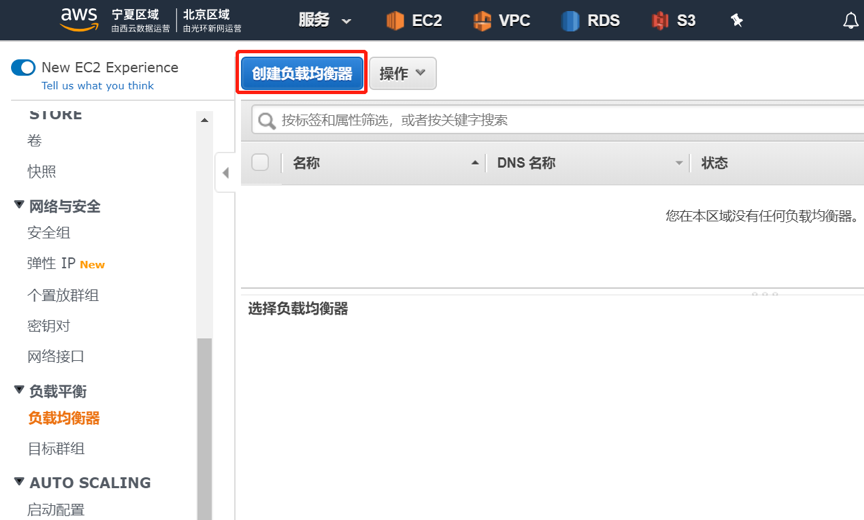 aws 宁夏区域 北京区域 服务 EC2 VPC RDS S3
由西云数据运营 由光环新网运营
New EC2 Experience
Tell us what you think
创建负载均衡器 操作
STORE
卷
快照
网络与安全
安全组
弹性 IP New
个置放群组
密钥对
网络接口
负载平衡
负载均衡器
目标群组
AUTO SCALING
启动配置
按标签和属性筛选，或者按关键字搜索
名称 DNS 名称 状态
您在本区域没有任何负载均衡器。
选择负载均衡器